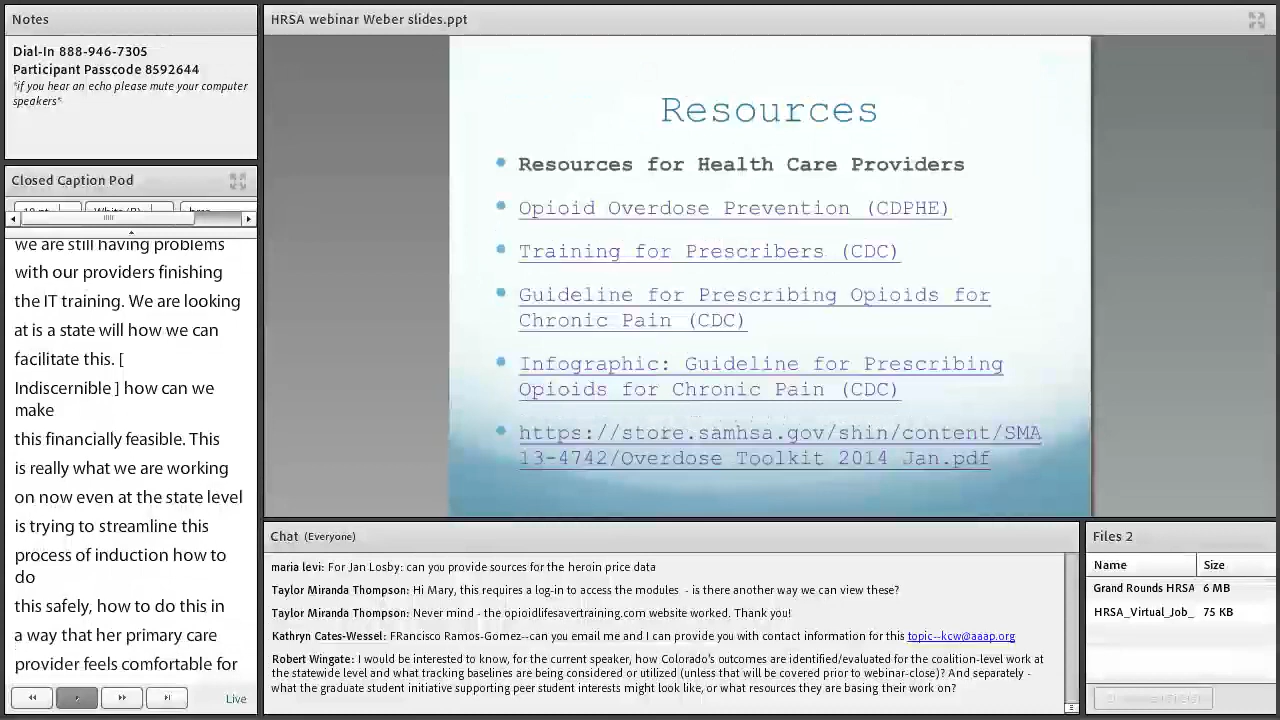 Notes
Dial-In 888-946-7305
Participant Passcode 8592644
*if you hear an echo please mute your computer
speakers*
Closed Caption Pod
we are still having problems
with our providers finishing
the IT training. We are looking
at is a state will how we can
facilitate this. [
Indiscernible ] how can we
make
this financially feasible. This
is really what we are working
on now even at the state level
is trying to streamline this
process of induction how to
do
this safely, how to do this in
a way that her primary care
provider feels comfortable for
Live
HRSA webinar Weber slides.ppt
Resources
Resources for Health Care Providers
Opioid Overdose Prevention (CDPHE)
Training for Prescribers (CDC)
Guideline for Prescribing Opioids for
Chronic Pain (CDC)
Infographic: Guideline for Prescribing
Opioids for Chronic Pain (CDC)
https://store.samhsa.gov/shin/content/SMA
13-4742/Overdose Toolkit 2014 Jan.pdf
Chat (Everyone)
maria levi: For Jan Losby: can you provide sources for the heroin price data
Taylor Miranda Thompson: Hi Mary, this requires a log-in to access the modules - is there another way we can view these?
Taylor Miranda Thompson: Never mind - the opioidlifesavertraining.com website worked. Thank you!
Kathryn Cates-Wessel: FRancisco Ramos-Gomez--can you email me and I can provide you with contact information for this topic--kcw@aaap.org
Robert Wingate: I would be interested to know, for the current speaker, how Colorado's outcomes are identified/evaluated for the coalition-level work at
the statewide level and what tracking baselines are being considered or utilized (unless that will be covered prior to webinar-close)? And separately -
what the graduate student initiative supporting peer student interests might look like, or what resources they are basing their work on?
Files 2
Name Size
Grand Rounds HRSA 6 MB
HRSA_Virtual_Job_ 75 KB